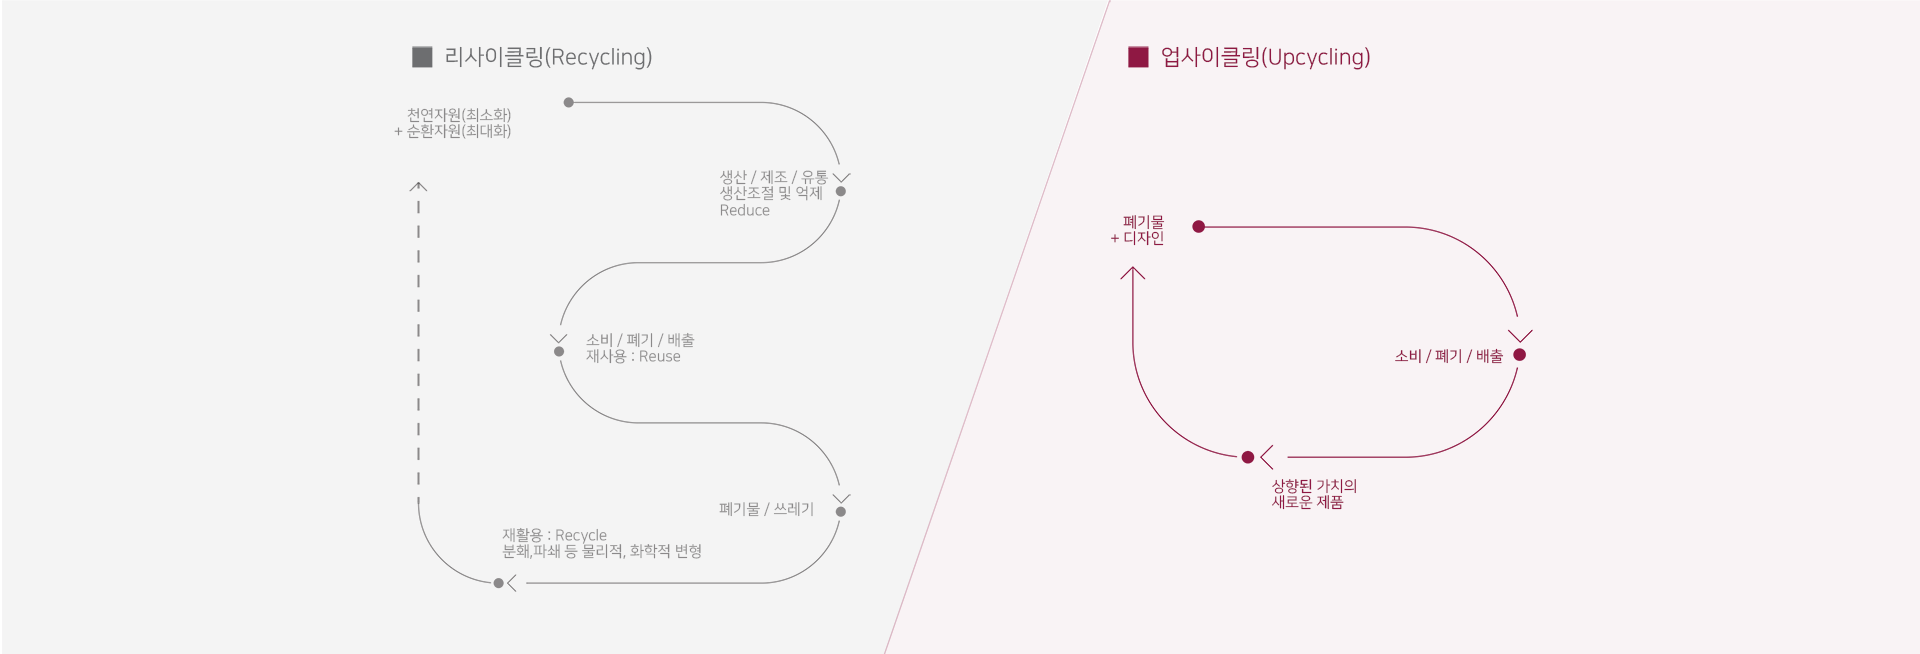 리사이클링(Recycling)
천연자원(최소화)
+ 순환자원(최대화)
생산 / 제조 / 유통
생산조절 및 억제
Reduce
소비 / 폐기 / 배출
재사용 : Reuse
폐기물 / 쓰레기
재활용 : Recycle
분화,파쇄 등 물리적, 화학적 변형
업사이클링(Upcycling)
폐기물
+ 디자인
소비 / 폐기 / 배출
상향된 가치의
새로운 제품